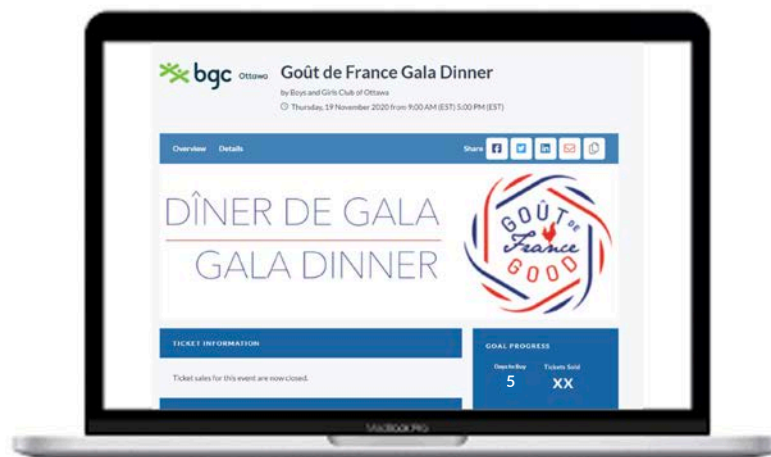 bgc Ottawa
Goût de France Gala Dinner
by Boys and Girls Club of Ottawa
Thursday, 19 November 2020 from 9:00 AM (EST) 5:00 PM (EST)
Overview Details
Share
DÎNER DE GALA
GALA DINNER
GOÛT DE
France
GOOD
TICKET INFORMATION
Ticket sales for this event are now closed.
GOAL PROGRESS
Days to Buy Tickets Sold
5 XX
MacBook Pro